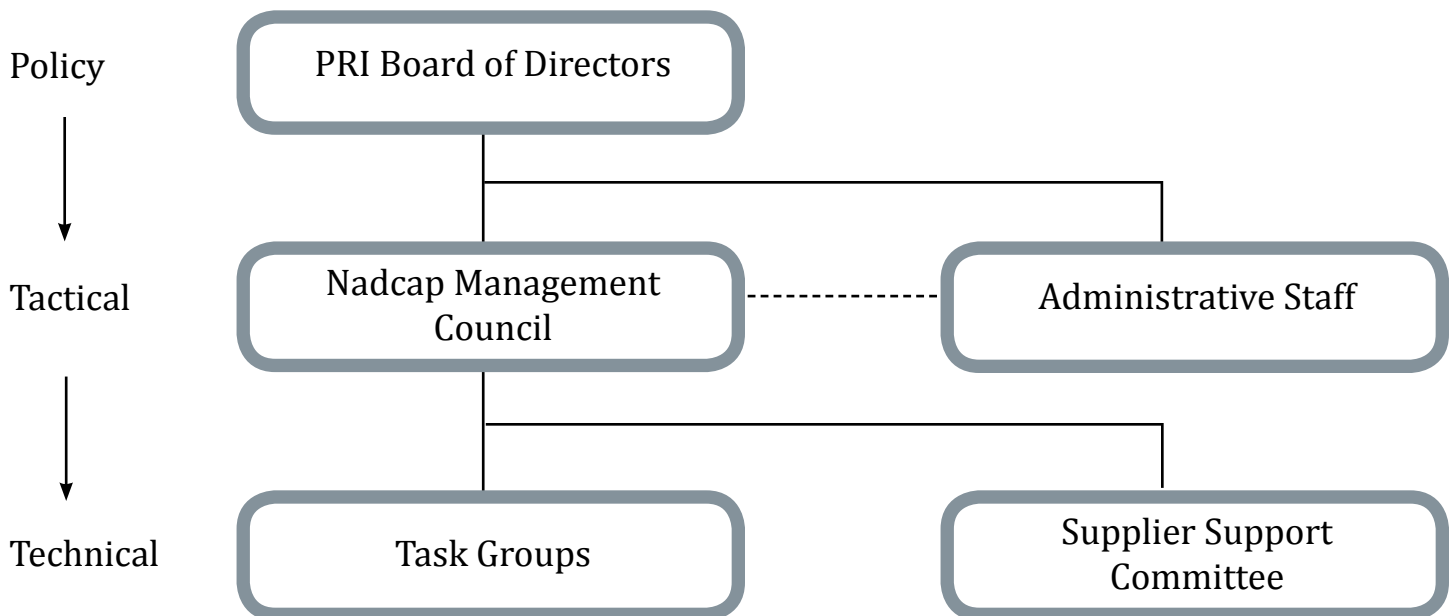 Policy
PRI Board of Directors
Tactical
Nadcap Management
Council
Administrative Staff
Technical
Task Groups
Supplier Support
Committee